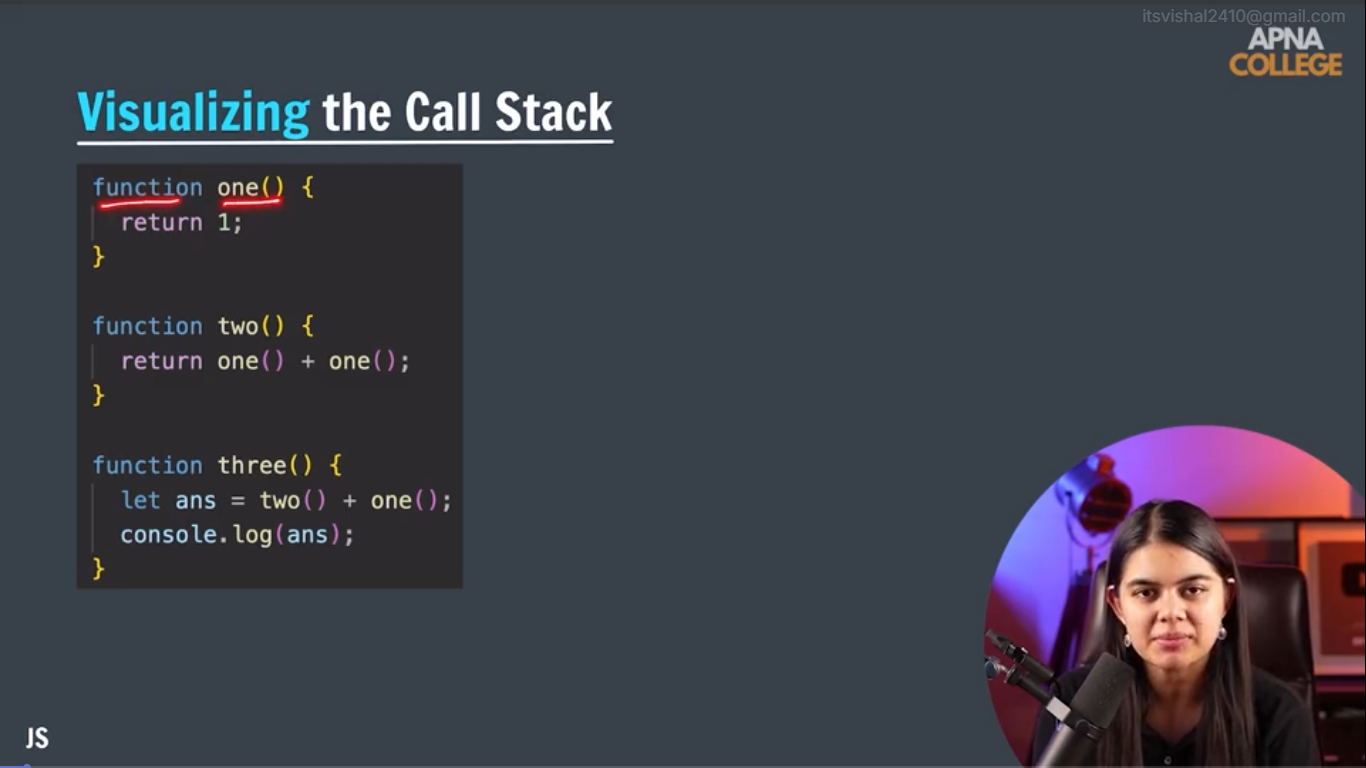 itsvishal2410@gmail.com
APNA
COLLEGE
Visualizing the Call Stack
function one() {
  return 1;
}
function two() {
  return one() + one();
}
function three() {
  let ans = two() + one();
  console.log(ans);
}
JS